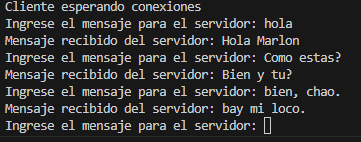 Cliente esperando conexiones
Ingrese el mensaje para el servidor: hola
Mensaje recibido del servidor: Hola Marlon
Ingrese el mensaje para el servidor: Como estas?
Mensaje recibido del servidor: Bien y tu?
Ingrese el mensaje para el servidor: bien, chao.
Mensaje recibido del servidor: bay mi loco.
Ingrese el mensaje para el servidor: